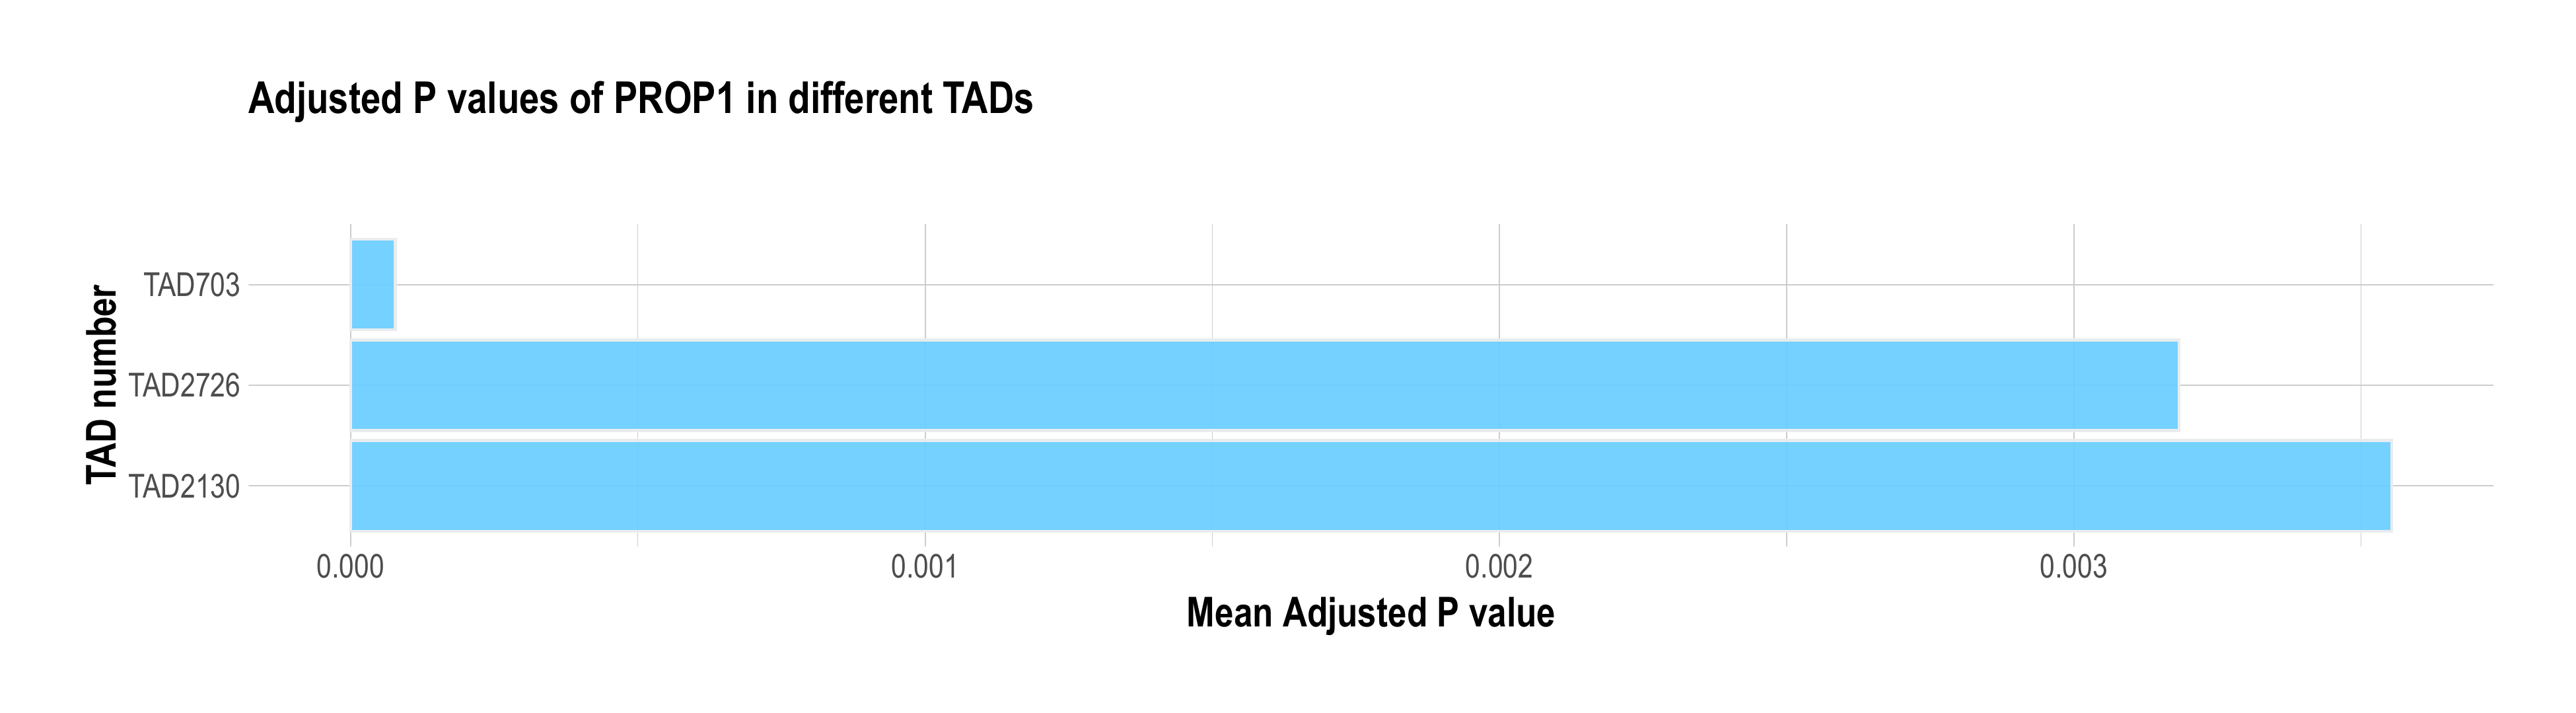 Adjusted P values of PROP1 in different TADs
TAD number
TAD703
TAD2726
TAD2130
0.000 0.001 0.002 0.003
Mean Adjusted P value